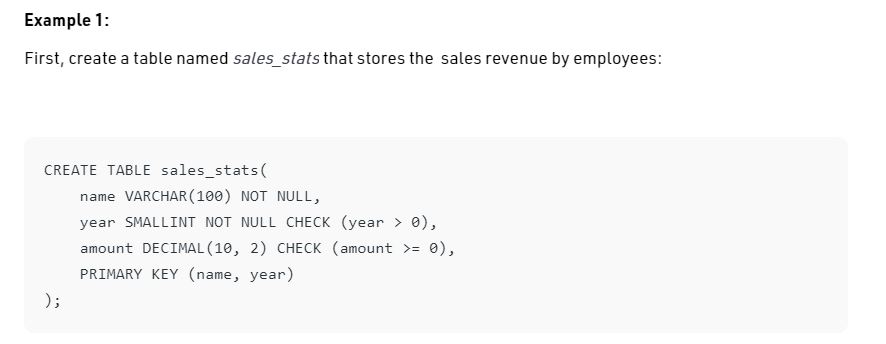 Example 1:
First, create a table named sales_stats that stores the  sales revenue by employees:
CREATE TABLE sales_stats(
    name VARCHAR(100) NOT NULL,
    year SMALLINT NOT NULL CHECK (year > 0),
    amount DECIMAL(10, 2) CHECK (amount >= 0),
    PRIMARY KEY (name, year)
);